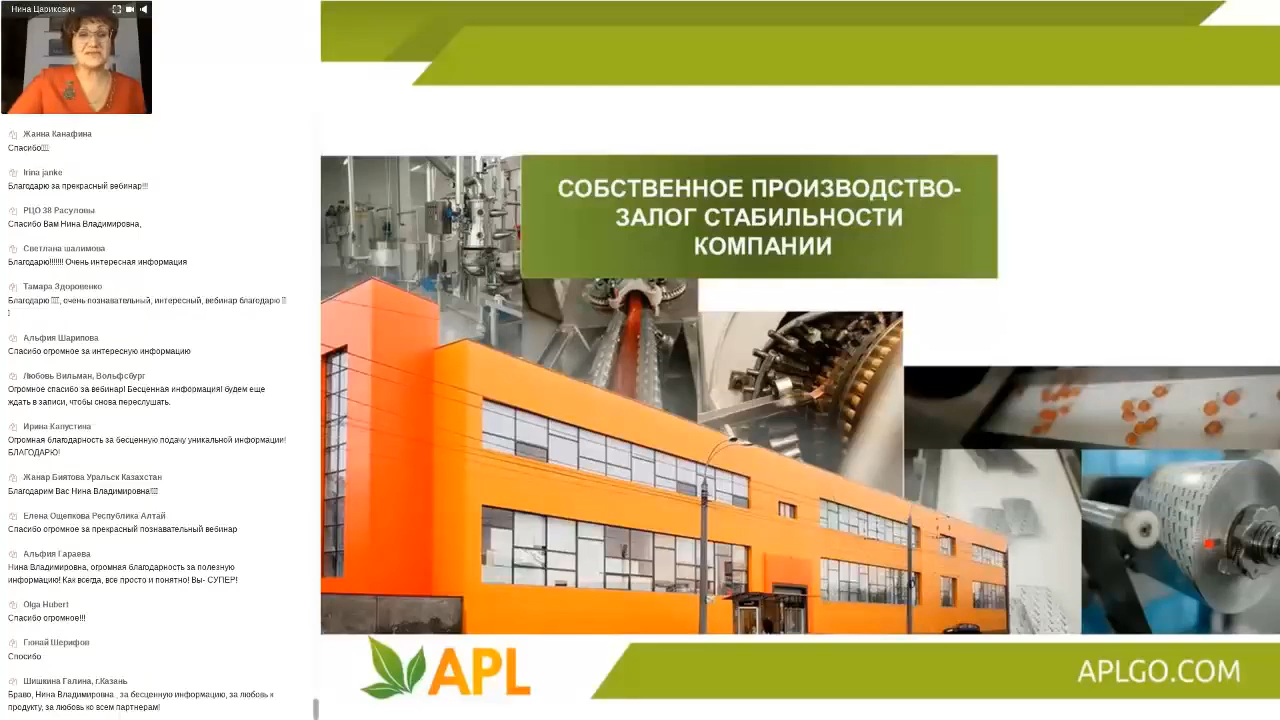 Нина Царикович
Жанна Канафина
Спасибо
Irina janke
Благодарю за прекрасный вебинар!!!
РЦО 38 Расуловы
Спасибо Вам Нина Владимировна,
Светлана шалимова
Благодарю!!!!!!! Очень интересная информация
Тамара Здоровенко
Благодарю , очень познавательный, интересный, вебинар благодарю
Альфия Шарипова
Спасибо огромное за интересную информацию
Любовь Вильман, Вольфсбург
Огромное спасибо за вебинар! Бесценная информация! будем еще
ждать в записи, чтобы снова переслушать.
Ирина Капустина
Огромная благодарность за бесценную подачу уникальной информации!
БЛАГОДАРЮ!
Жанар Биятова Уральск Казахстан
Благодарим Вас Нина Владимировна!
Елена Ощепкова Республика Алтай
Спасибо огромное за прекрасный познавательный вебинар
Альфия Гараева
Нина Владимировна, огромная благодарность за полезную
информацию! Как всегда, все просто и понятно! Вы- СУПЕР!
Olga Hubert
Спасибо огромное!!!
Гюнай Шерифов
Спосибо
Шишкина Галина, г.Казань
Браво, Нина Владимировна , за бесценную информацию, за любовь к
продукту, за любовь ко всем партнерам!
СОБСТВЕННОЕ ПРОИЗВОДСТВО-
ЗАЛОГ СТАБИЛЬНОСТИ
КОМПАНИИ
APL
APLGO.COM